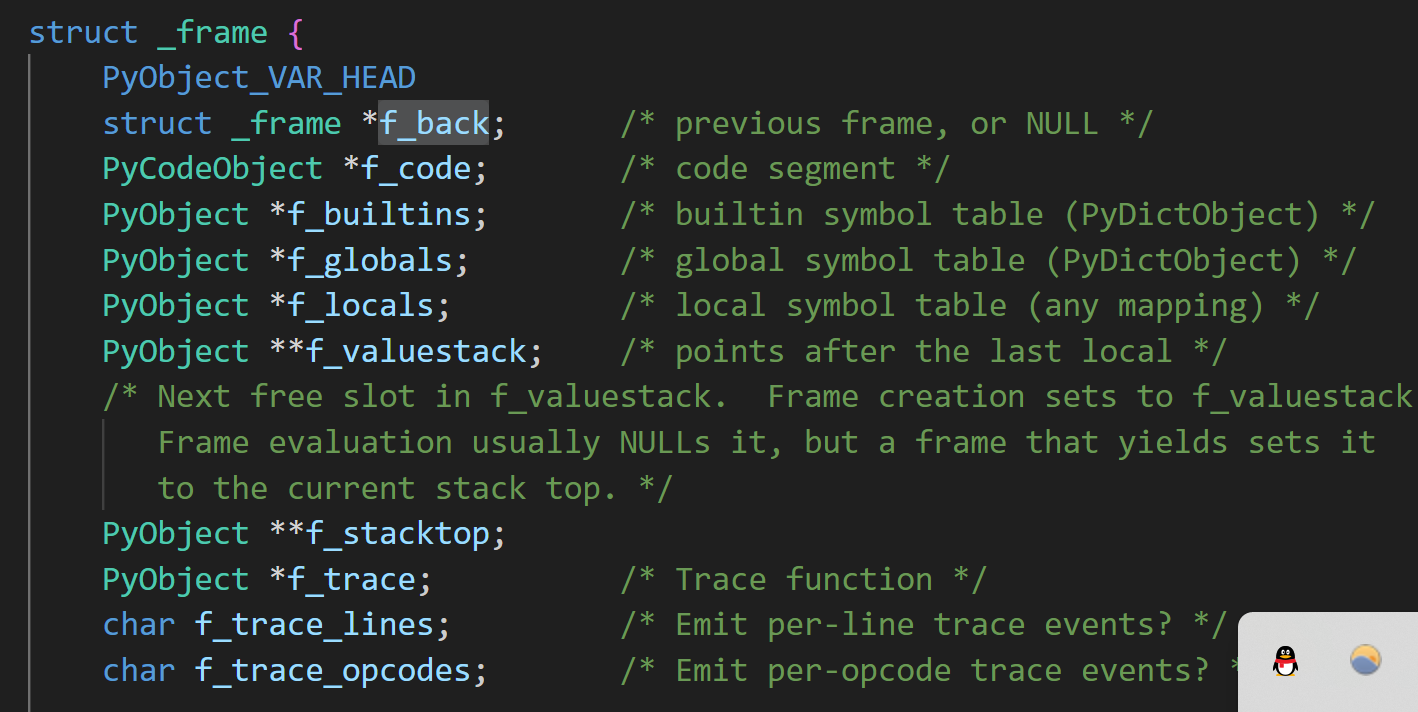 struct _frame {
    PyObject_VAR_HEAD
    struct _frame *f_back;      /* previous frame, or NULL */
    PyCodeObject *f_code;       /* code segment */
    PyObject *f_builtins;       /* builtin symbol table (PyDictObject) */
    PyObject *f_globals;        /* global symbol table (PyDictObject) */
    PyObject *f_locals;         /* local symbol table (any mapping) */
    PyObject **f_valuestack;    /* points after the last local */
    /* Next free slot in f_valuestack.  Frame creation sets to f_valuestack
       Frame evaluation usually NULLs it, but a frame that yields sets it
       to the current stack top. */
    PyObject **f_stacktop;
    PyObject *f_trace;          /* Trace function */
    char f_trace_lines;         /* Emit per-line trace events? */
    char f_trace_opcodes;       /* Emit per-opcode trace events?